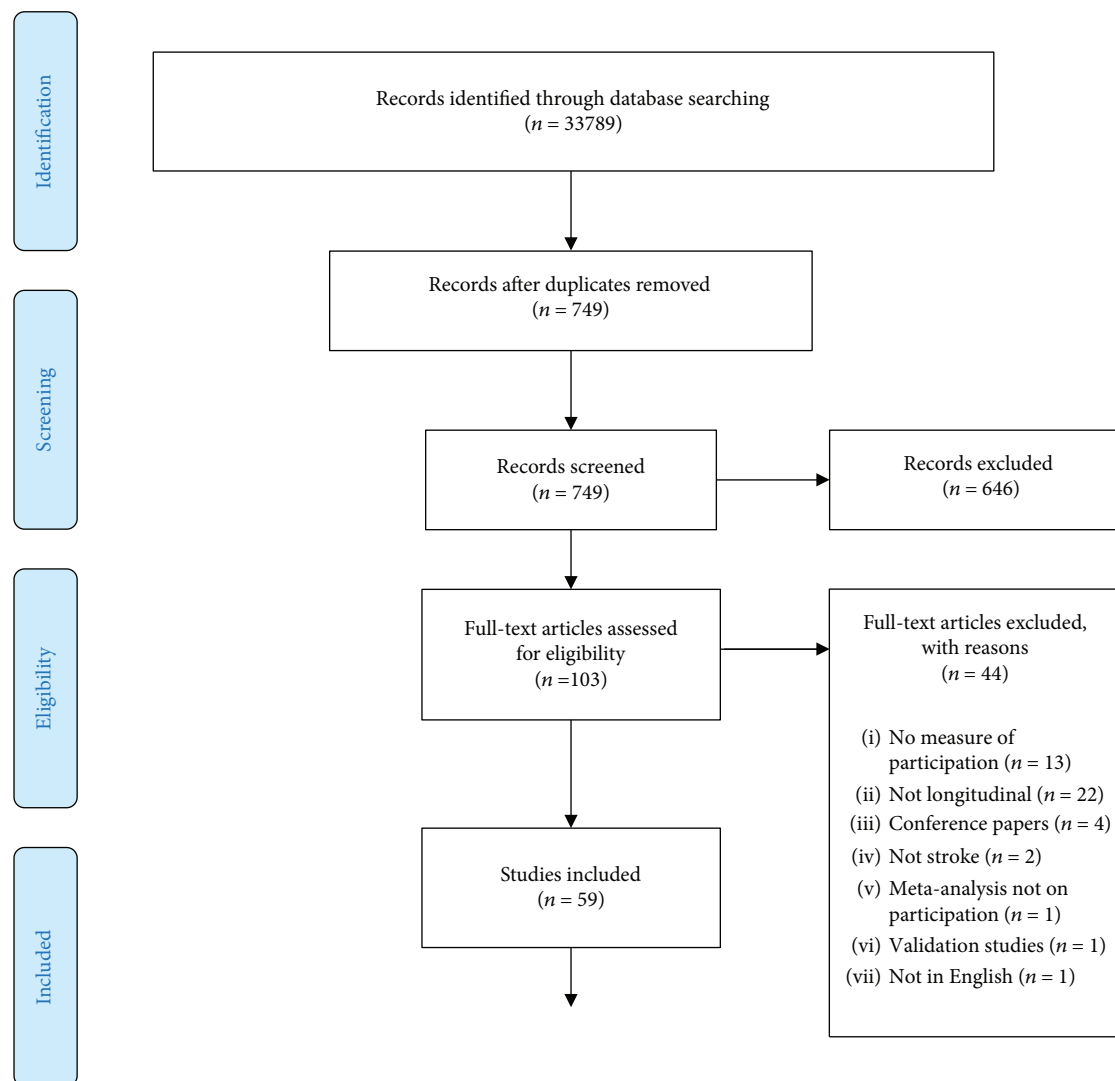 Identification
Records identified through database searching
(n = 33789)
Records after duplicates removed
(n = 749)
Screening
Records screened
(n = 749)
Records excluded
(n = 646)
Eligibility
Full-text articles assessed
for eligibility
(n =103)
Full-text articles excluded,
with reasons
(n = 44)
(i) No measure of
participation (n = 13)
(ii) Not longitudinal (n = 22)
(iii) Conference papers (n = 4)
(iv) Not stroke (n = 2)
(v) Meta-analysis not on
participation (n = 1)
(vi) Validation studies (n = 1)
(vii) Not in English (n = 1)
Included
Studies included
(n = 59)